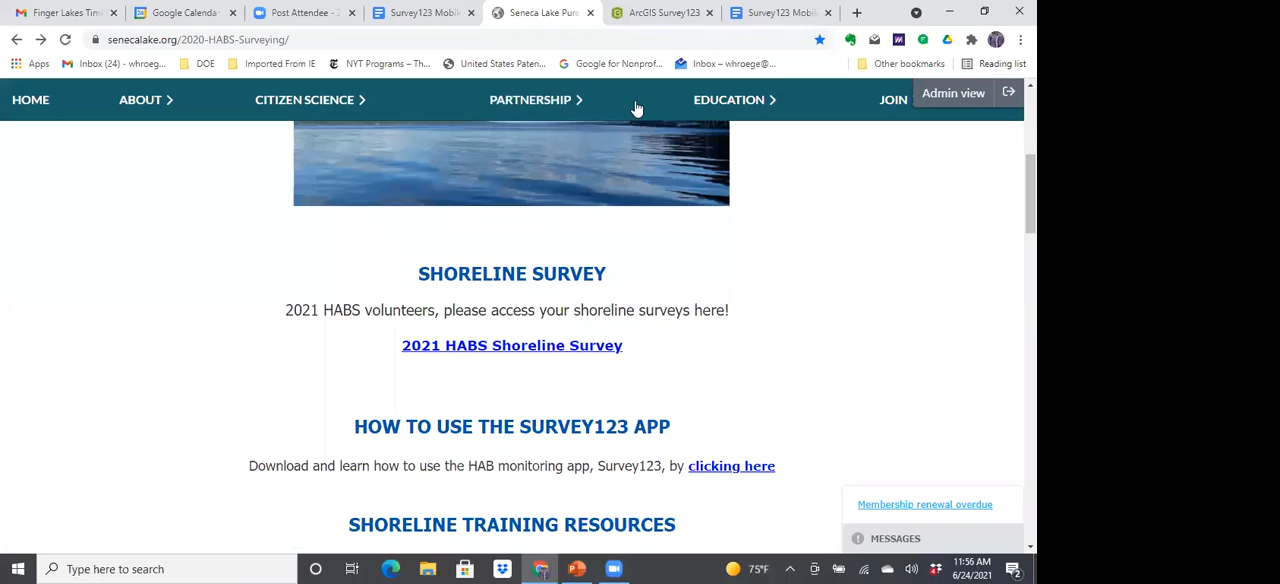 Finger Lakes Tim
Google Calenda
Post Attendee - Z
Survey123 Mobil
Seneca Lake Pure
ArcGIS Survey123
Survey123 Mobil
senecalake.org/2020-HABS-Surveying/
Apps
Inbox (24) - whroeg...
DOE
Imported From IE
NYT Programs – Th...
United States Paten...
Google for Nonprof...
Inbox – whroege@...
Other bookmarks
Reading list
HOME
ABOUT
CITIZEN SCIENCE
PARTNERSHIP
EDUCATION
JOIN
Admin view
SHORELINE SURVEY
2021 HABS volunteers, please access your shoreline surveys here!
2021 HABS Shoreline Survey
HOW TO USE THE SURVEY123 APP
Download and learn how to use the HAB monitoring app, Survey123, by clicking here
SHORELINE TRAINING RESOURCES
Membership renewal overdue
MESSAGES
Type here to search
75°F
11:56 AM
6/24/2021
2